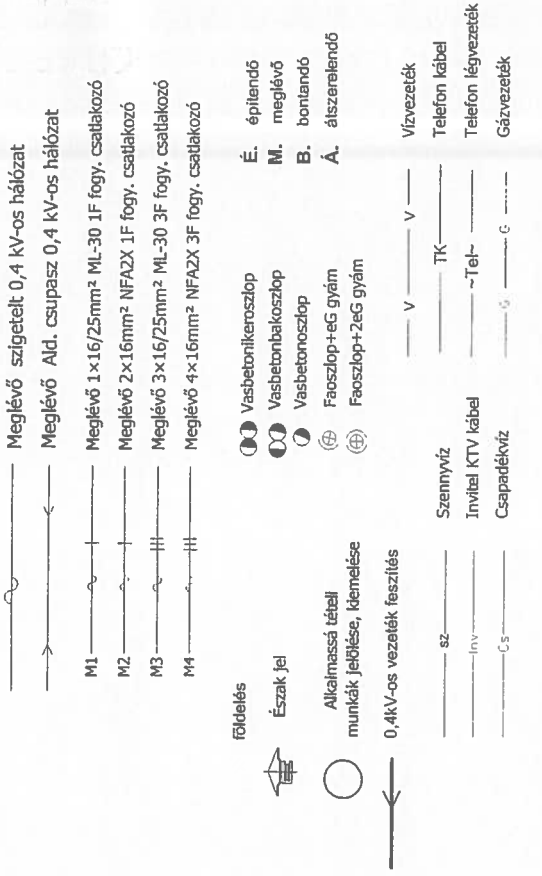 Meglévő szigetelt 0,4 kV-os hálózat
Meglévő Ald. csupasz 0,4 kV-os hálózat
M1 Meglévő 1×16/25mm² ML-30 1F fogy. csatlakozó
M2 Meglévő 2×16mm² NFA2X 1F fogy. csatlakozó
M3 Meglévő 3×16/25mm² ML-30 3F fogy. csatlakozó
M4 Meglévő 4×16mm² NFA2X 3F fogy. csatlakozó
földelés
Észak jel
Alkalmassá tételi
munkák jelölése, kiemelése
0,4kV-os vezeték feszítés
Vasbetonikeroszlop
Vasbetonbakoszlop
Vasbetonoszlop
Faoszlop+eG gyám
Faoszlop+2eG gyám
É. építendő
M. meglévő
B. bontandó
Á. átszerelendő
sz Szennyvíz
Inv Invitel KTV kábel
Cs Csapadékvíz
V V Vízvezeték
TK Telefon kábel
~Tel~ Telefon légvezeték
G G Gázvezeték